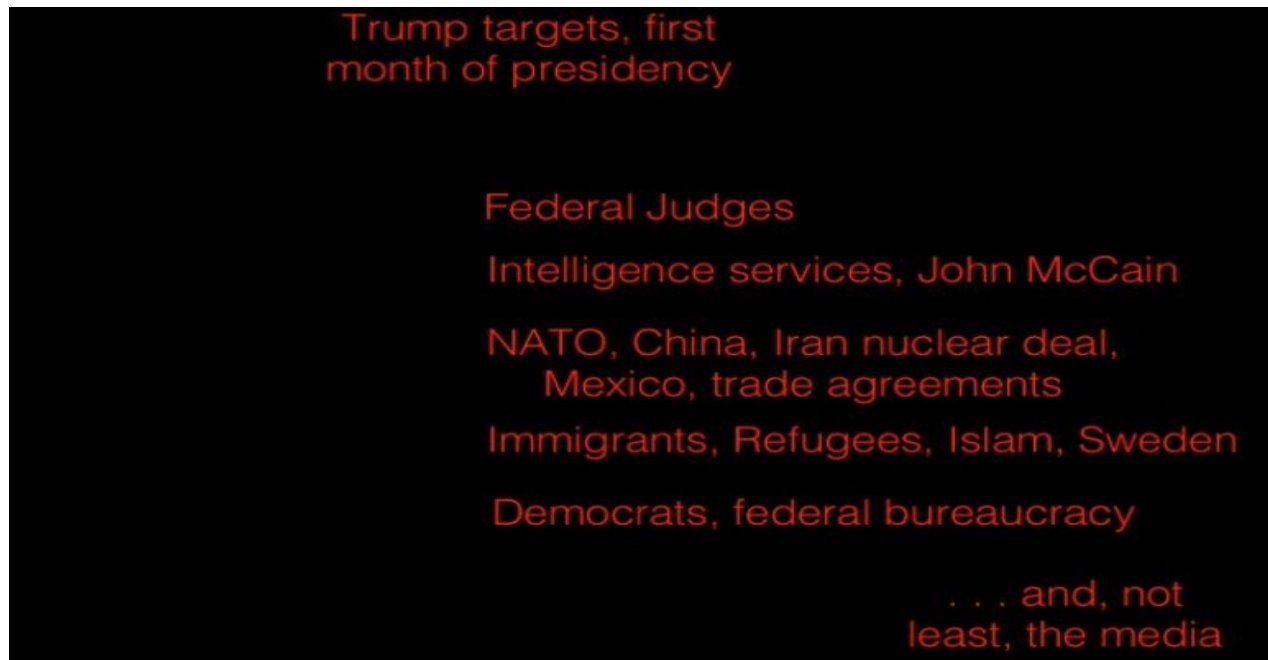 Trump targets, first
month of presidency
Federal Judges
Intelligence services, John McCain
NATO, China, Iran nuclear deal,
Mexico, trade agreements
Immigrants, Refugees, Islam, Sweden
Democrats, federal bureaucracy
. . . and, not
least, the media